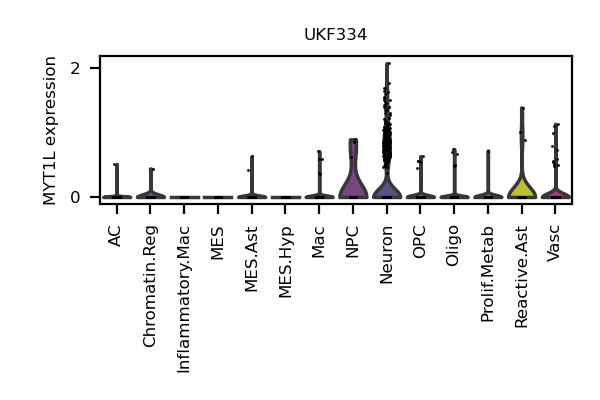 UKF334
MYT1L expression
2
0
AC
Chromatin.Reg
Inflammatory.Mac
MES
MES.Ast
MES.Hyp
Mac
NPC
Neuron
OPC
Oligo
Prolif.Metab
Reactive.Ast
Vasc